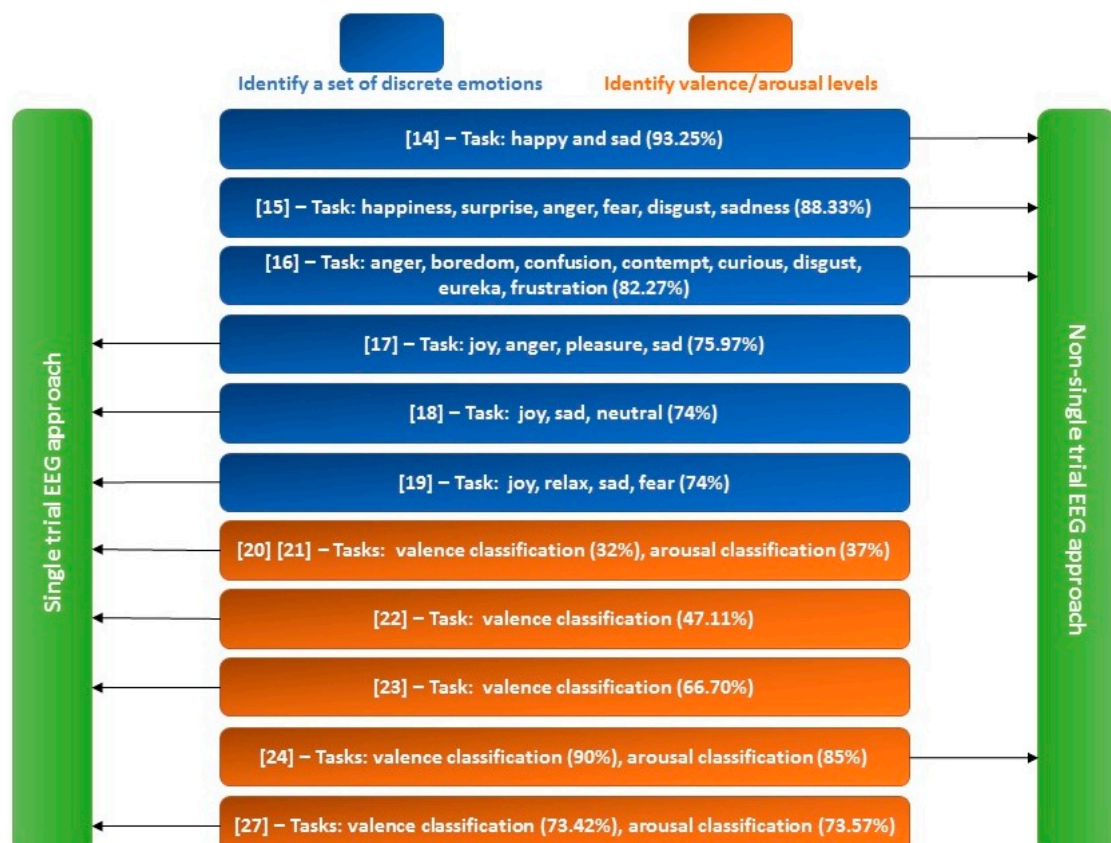 Identify a set of discrete emotions
Identify valence/arousal levels
Single trial EEG approach
Non-single trial EEG approach
[14] – Task: happy and sad (93.25%)
[15] – Task: happiness, surprise, anger, fear, disgust, sadness (88.33%)
[16] – Task: anger, boredom, confusion, contempt, curious, disgust,
eureka, frustration (82.27%)
[17] – Task: joy, anger, pleasure, sad (75.97%)
[18] – Task: joy, sad, neutral (74%)
[19] – Task: joy, relax, sad, fear (74%)
[20] [21] – Tasks: valence classification (32%), arousal classification (37%)
[22] – Task: valence classification (47.11%)
[23] – Task: valence classification (66.70%)
[24] – Tasks: valence classification (90%), arousal classification (85%)
[27] – Tasks: valence classification (73.42%), arousal classification (73.57%)